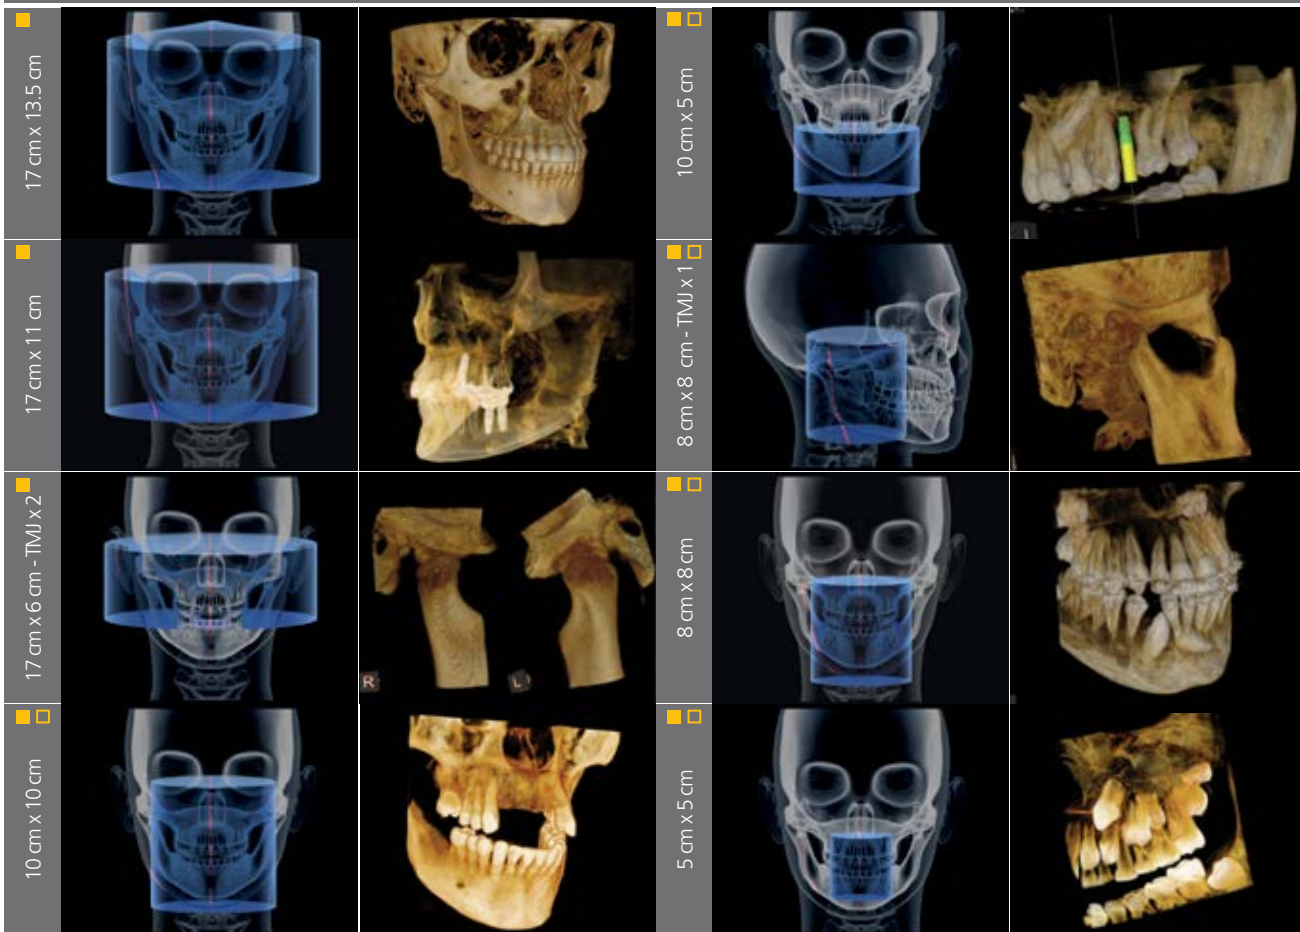 17 cm x 13.5 cm
10 cm x 5 cm
17 cm x 11 cm
8 cm x 8 cm - TMJ x 1
17 cm x 6 cm - TMJ x 2
R
L
8 cm x 8 cm
10 cm x 10 cm
5 cm x 5 cm